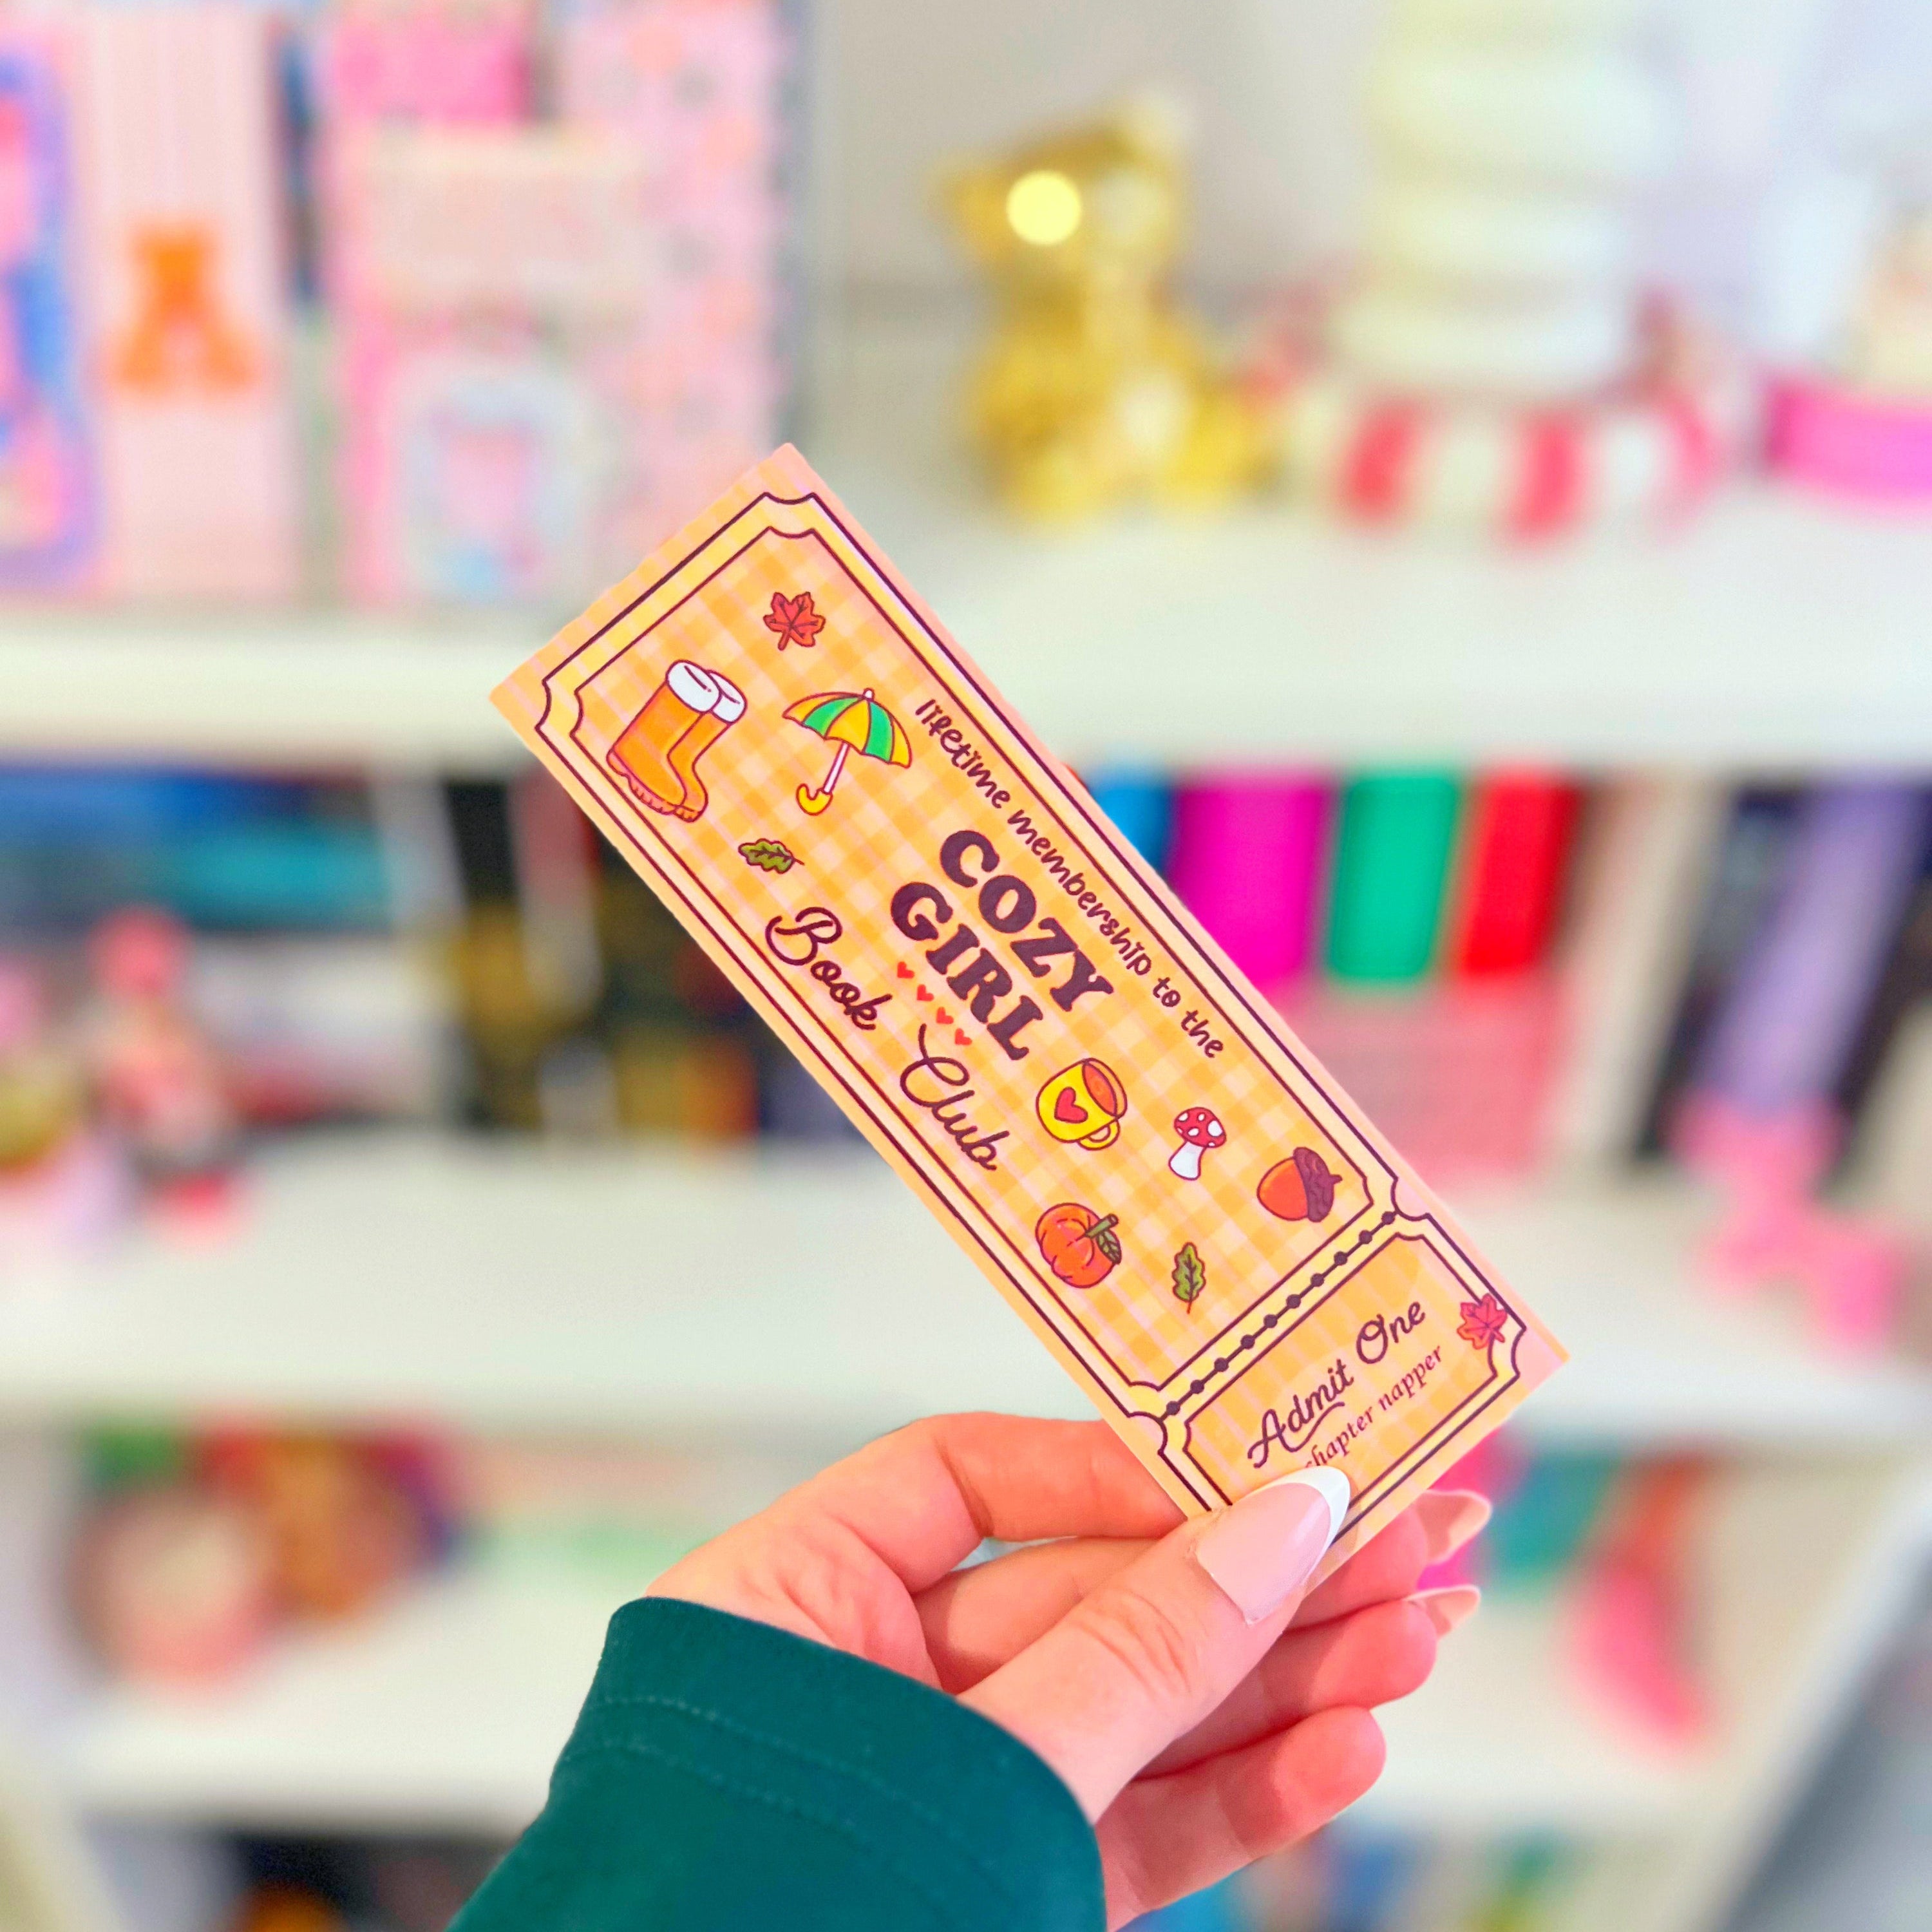 lifetime membership to the
COZY
GIRL
Book Club
Admit One
chapter napper